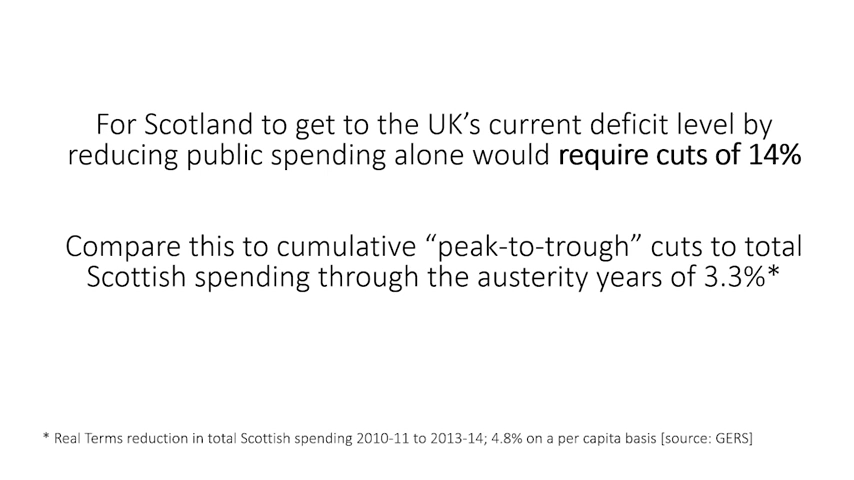 For Scotland to get to the UK’s current deficit level by
reducing public spending alone would require cuts of 14%
Compare this to cumulative “peak-to-trough” cuts to total
Scottish spending through the austerity years of 3.3%*
* Real Terms reduction in total Scottish spending 2010-11 to 2013-14; 4.8% on a per capita basis [source: GERS]